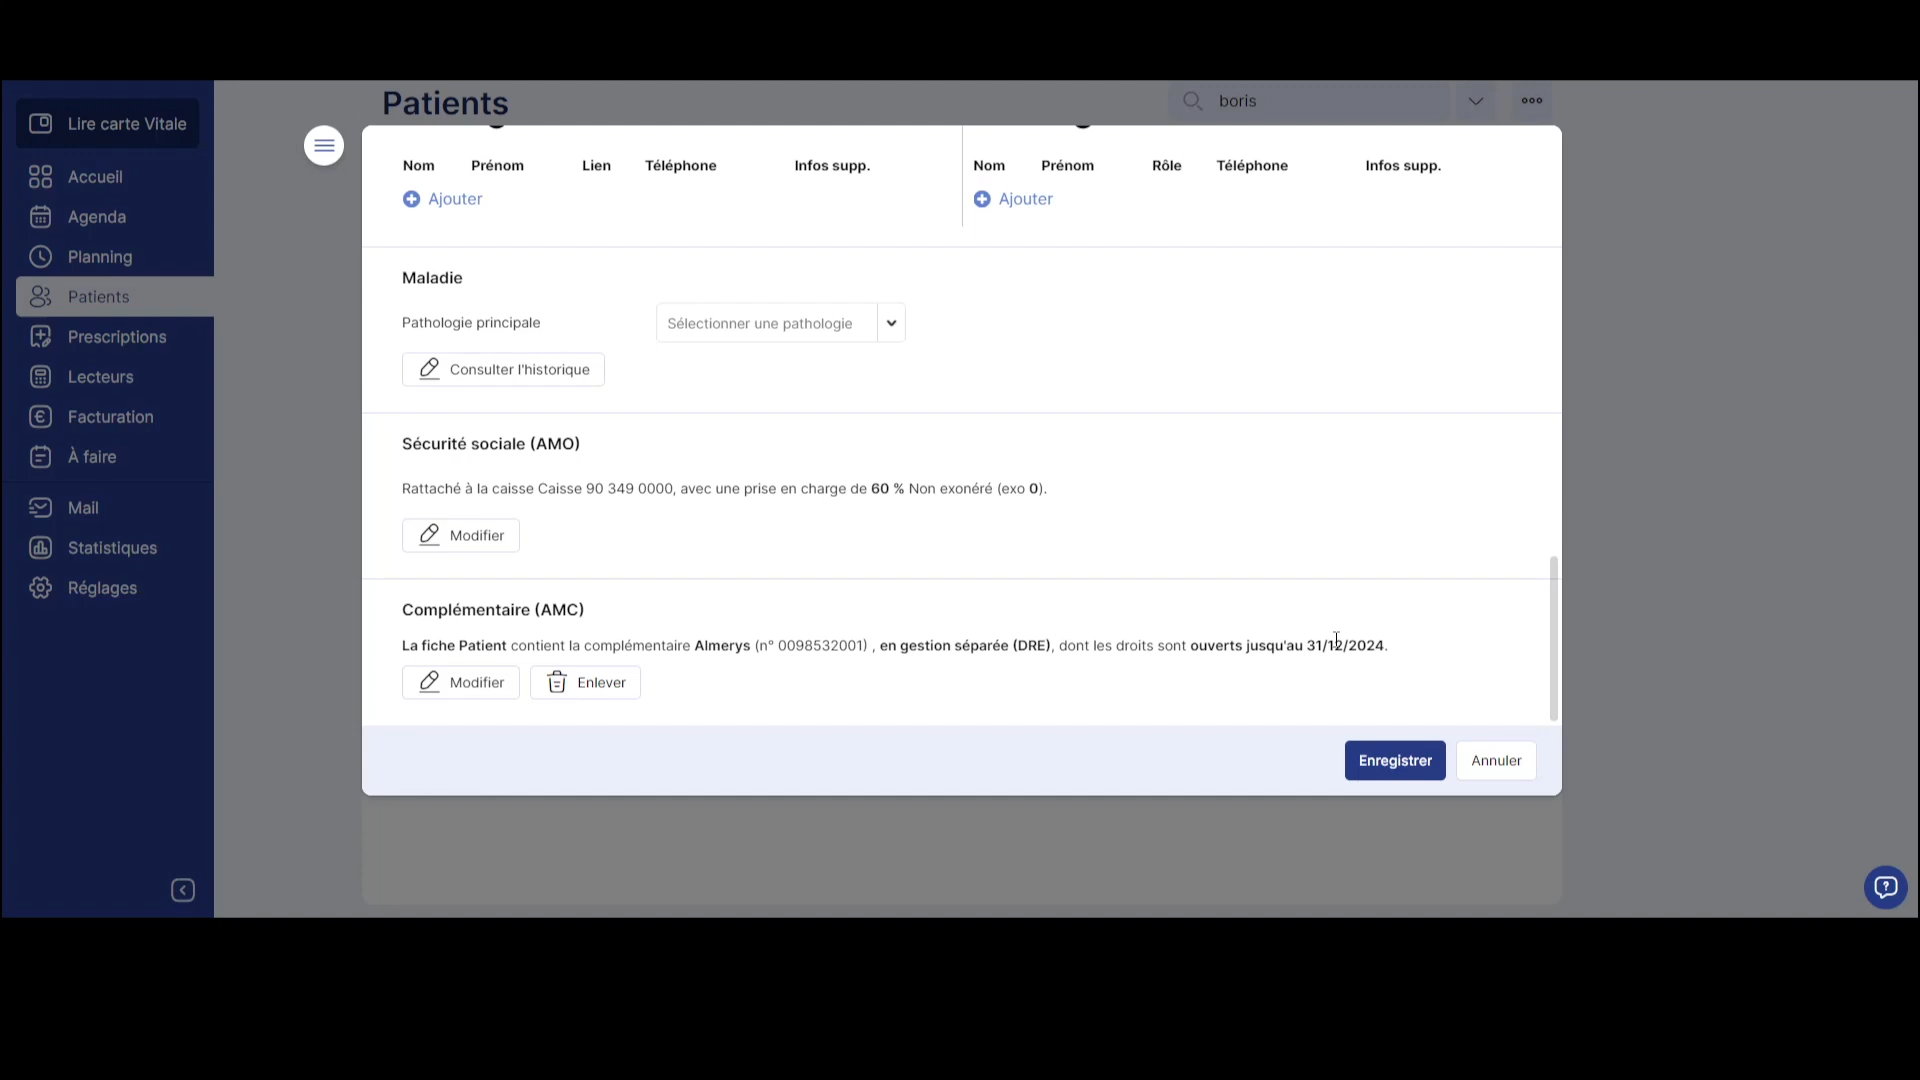 Lire carte Vitale
Accueil
Agenda
Planning
Patients
Prescriptions
Lecteurs
Facturation
À faire
Mail
Statistiques
Réglages
Patients
boris
Nom Prénom Lien Téléphone Infos supp.
Ajouter
Nom Prénom Rôle Téléphone Infos supp.
Ajouter
Maladie
Pathologie principale
Sélectionner une pathologie
Consulter l'historique
Sécurité sociale (AMO)
Rattaché à la caisse Caisse 90 349 0000, avec une prise en charge de 60 % Non exonéré (exo 0).
Modifier
Complémentaire (AMC)
La fiche Patient contient la complémentaire Almerys (n° 0098532001) , en gestion séparée (DRE), dont les droits sont ouverts jusqu'au 31/12/2024.
Modifier
Enlever
Enregistrer
Annuler